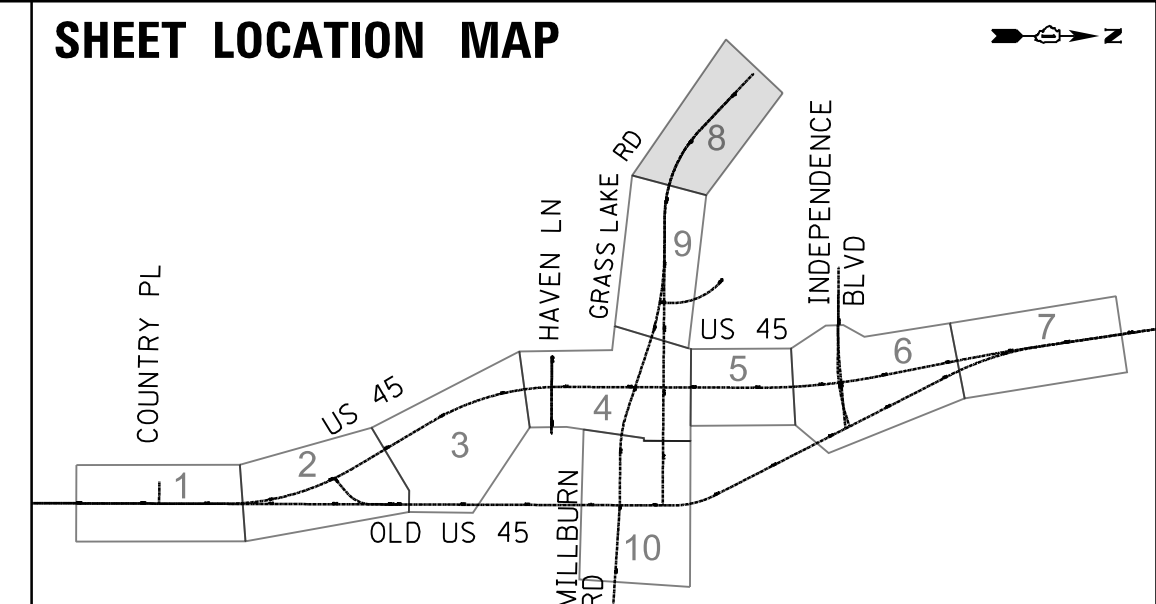 SHEET LOCATION MAP
N
8
GRASS LAKE RD
INDEPENDENCE
BLVD
HAVEN LN
9
COUNTRY PL
US 45
7
6
5
US 45
4
3
2
1
OLD US 45
MILLBURN
RD
10